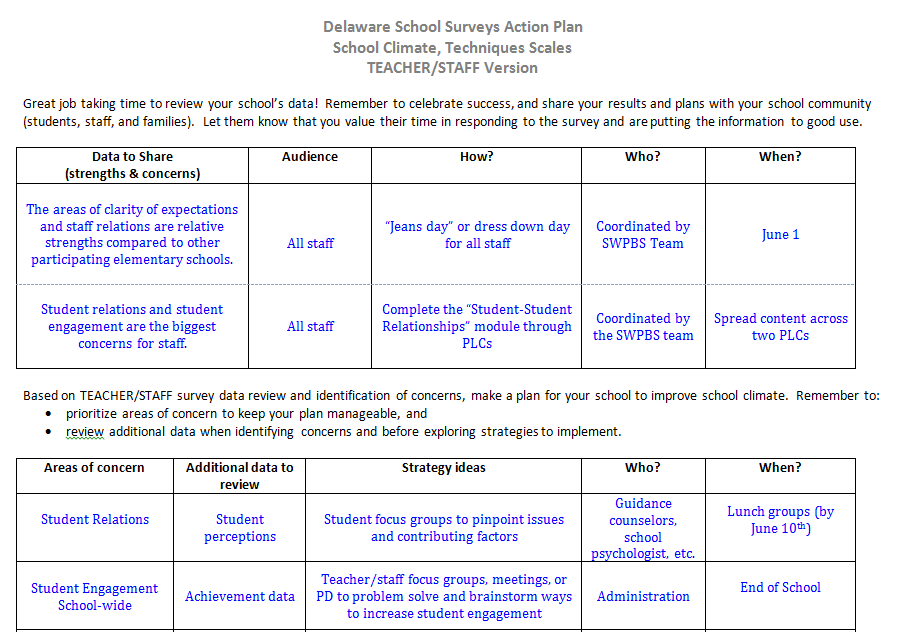 Delaware School Surveys Action Plan
School Climate, Techniques Scales
TEACHER/STAFF Version
Great job taking time to review your school's data!  Remember to celebrate success, and share your results and plans with your school community
(students, staff, and families).  Let them know that you value their time in responding to the survey and are putting the information to good use.
Data to Share
(strengths & concerns)
Audience
How?
Who?
When?
The areas of clarity of expectations
and staff relations are relative
strengths compared to other
participating elementary schools.
All staff
“Jeans day” or dress down day
for all staff
Coordinated by
SWPBS Team
June 1
Student relations and student
engagement are the biggest
concerns for staff.
All staff
Complete the “Student-Student
Relationships” module through
PLCs
Coordinated by
the SWPBS team
Spread content across
two PLCs
Based on TEACHER/STAFF survey data review and identification of concerns, make a plan for your school to improve school climate.  Remember to:
• prioritize areas of concern to keep your plan manageable, and
• review additional data when identifying concerns and before exploring strategies to implement.
Areas of concern
Additional data to
review
Strategy ideas
Who?
When?
Student Relations
Student
perceptions
Student focus groups to pinpoint issues
and contributing factors
Guidance
counselors,
school
psychologist, etc.
Lunch groups (by
June 10th)
Student Engagement
School-wide
Achievement data
Teacher/staff focus groups, meetings, or
PD to problem solve and brainstorm ways
to increase student engagement
Administration
End of School